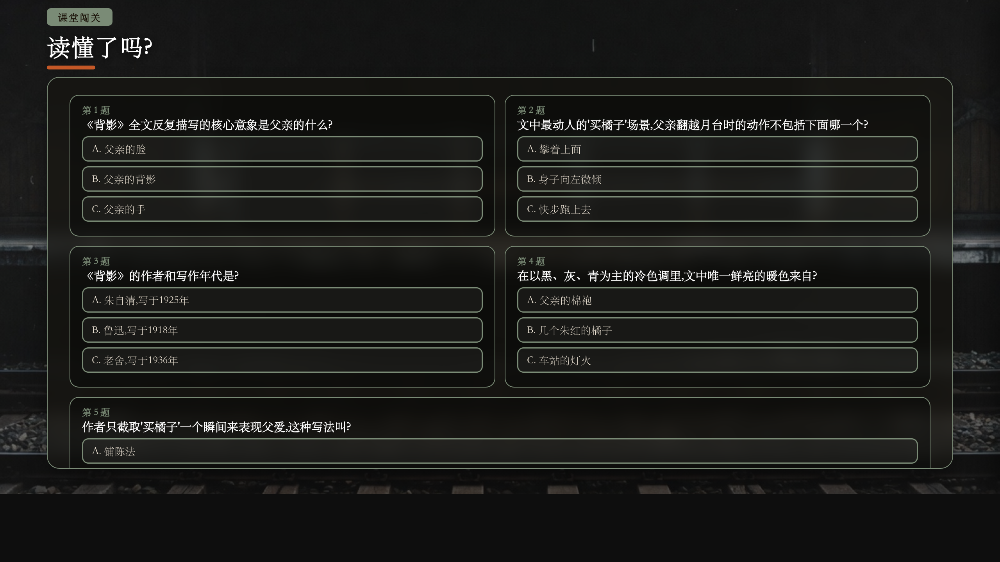 课堂闯关
读懂了吗?
第 1 题
《背影》全文反复描写的核心意象是父亲的什么?
A. 父亲的脸
B. 父亲的背影
C. 父亲的手
第 2 题
文中最动人的'买橘子'场景,父亲翻越月台时的动作不包括下面哪一个?
A. 攀着上面
B. 身子向左微倾
C. 快步跑上去
第 3 题
《背影》的作者和写作年代是?
A. 朱自清,写于1925年
B. 鲁迅,写于1918年
C. 老舍,写于1936年
第 4 题
在以黑、灰、青为主的冷色调里,文中唯一鲜亮的暖色来自?
A. 父亲的棉袍
B. 几个朱红的橘子
C. 车站的灯火
第 5 题
作者只截取'买橘子'一个瞬间来表现父爱,这种写法叫?
A. 铺陈法